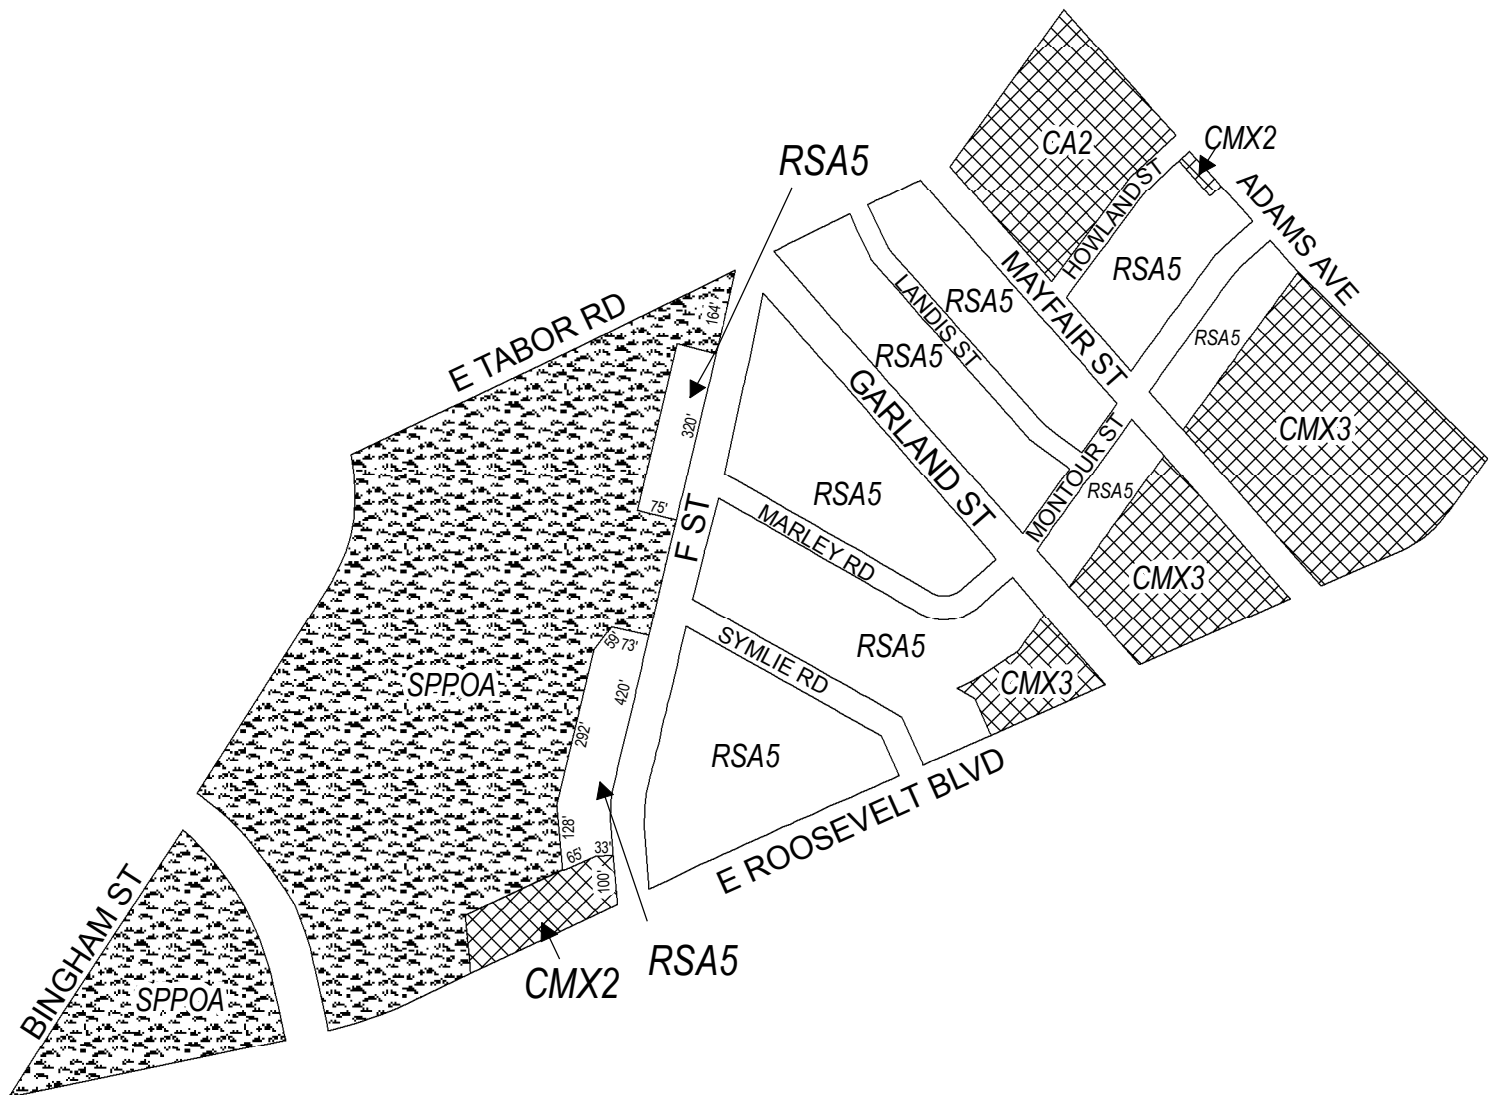 CA2
CMX2
RSA5
HOWLAND ST
ADAMS AVE
RSA5
MAYFAIR ST
RSA5
LANDIS ST
RSA5
RSA5
E TABOR RD
164'
320'
75'
F ST
GARLAND ST
RSA5
MARLEY RD
MONTOUR ST
RSA5
CMX3
CMX3
RSA5
SYMLIE RD
CMX3
59'
73'
420'
292'
SPPOA
RSA5
E ROOSEVELT BLVD
128'
65'
33'
100'
RSA5
CMX2
BINGHAM ST
SPPOA